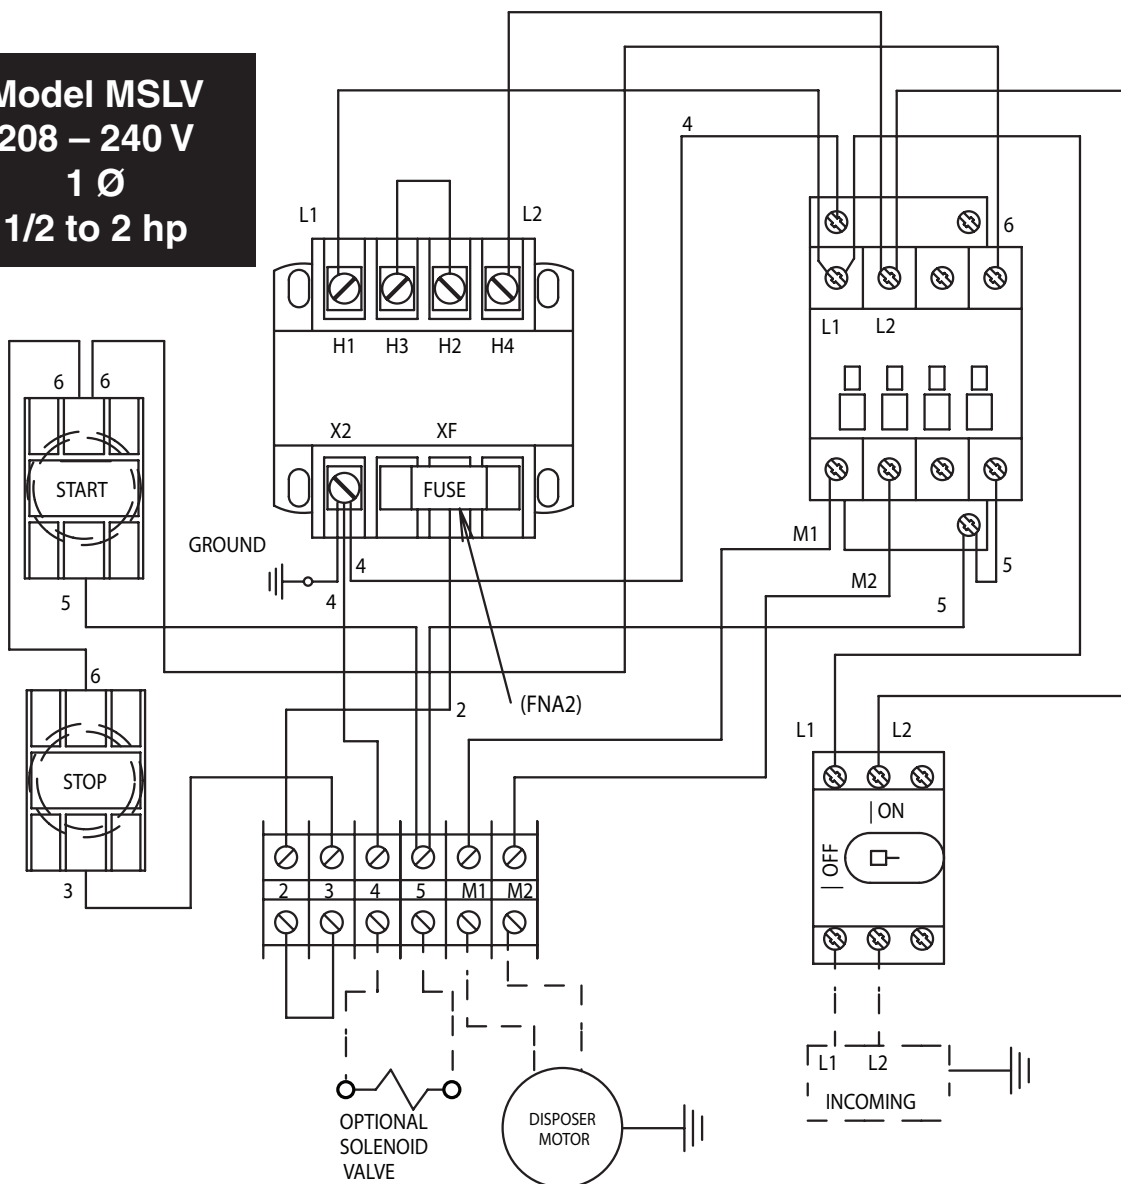 Model MSLV
208 – 240 V
1 Ø
1/2 to 2 hp
4
L1
L2
6
H1
H3
H2
H4
L1
L2
6
6
X2
XF
START
FUSE
GROUND
4
4
M1
M2
5
5
5
6
2
(FNA2)
L1
L2
STOP
| ON
| OFF
3
2
3
4
5
M1
M2
L1
L2
INCOMING
OPTIONAL
SOLENOID
VALVE
DISPOSER
MOTOR